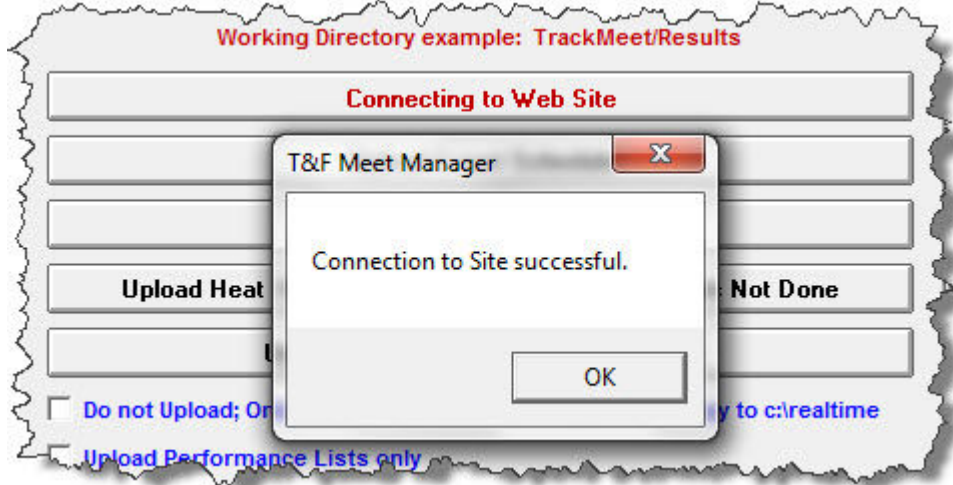 Working Directory example: TrackMeet/Results
Connecting to Web Site
T&F Meet Manager
Connection to Site successful.
Upload Heat
Not Done
OK
Do not Upload; On
y to c:\realtime
Upload Performance Lists only